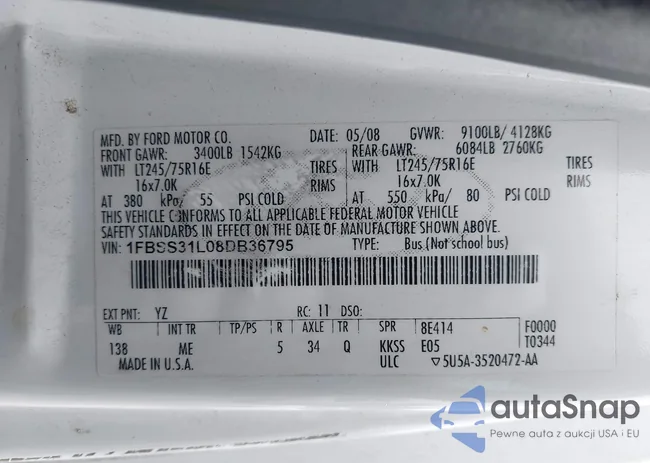 MFD. BY FORD MOTOR CO. DATE: 05/08 GVWR: 9100LB/ 4128KG
FRONT GAWR: 3400LB 1542KG REAR GAWR: 6084LB 2760KG
WITH LT245/75R16E TIRES WITH LT245/75R16E TIRES
16x7.0K RIMS 16x7.0K RIMS
AT 380 kPa/ 55 PSI COLD AT 550 kPa/ 80 PSI COLD
THIS VEHICLE CONFORMS TO ALL APPLICABLE FEDERAL MOTOR VEHICLE
SAFETY STANDARDS IN EFFECT ON THE DATE OF MANUFACTURE SHOWN ABOVE.
VIN: 1FBSS31L08DB36795 TYPE: Bus (Not school bus)
EXT PNT: YZ RC: 11 DSO:
WB INT TR TP/PS R AXLE TR SPR 8E414 F0000
138 ME 5 34 Q KKSS E05 T0344
MADE IN U.S.A. ULC ▽5U5A-3520472-AA
autaSnap
Pewne auta z aukcji USA i EU